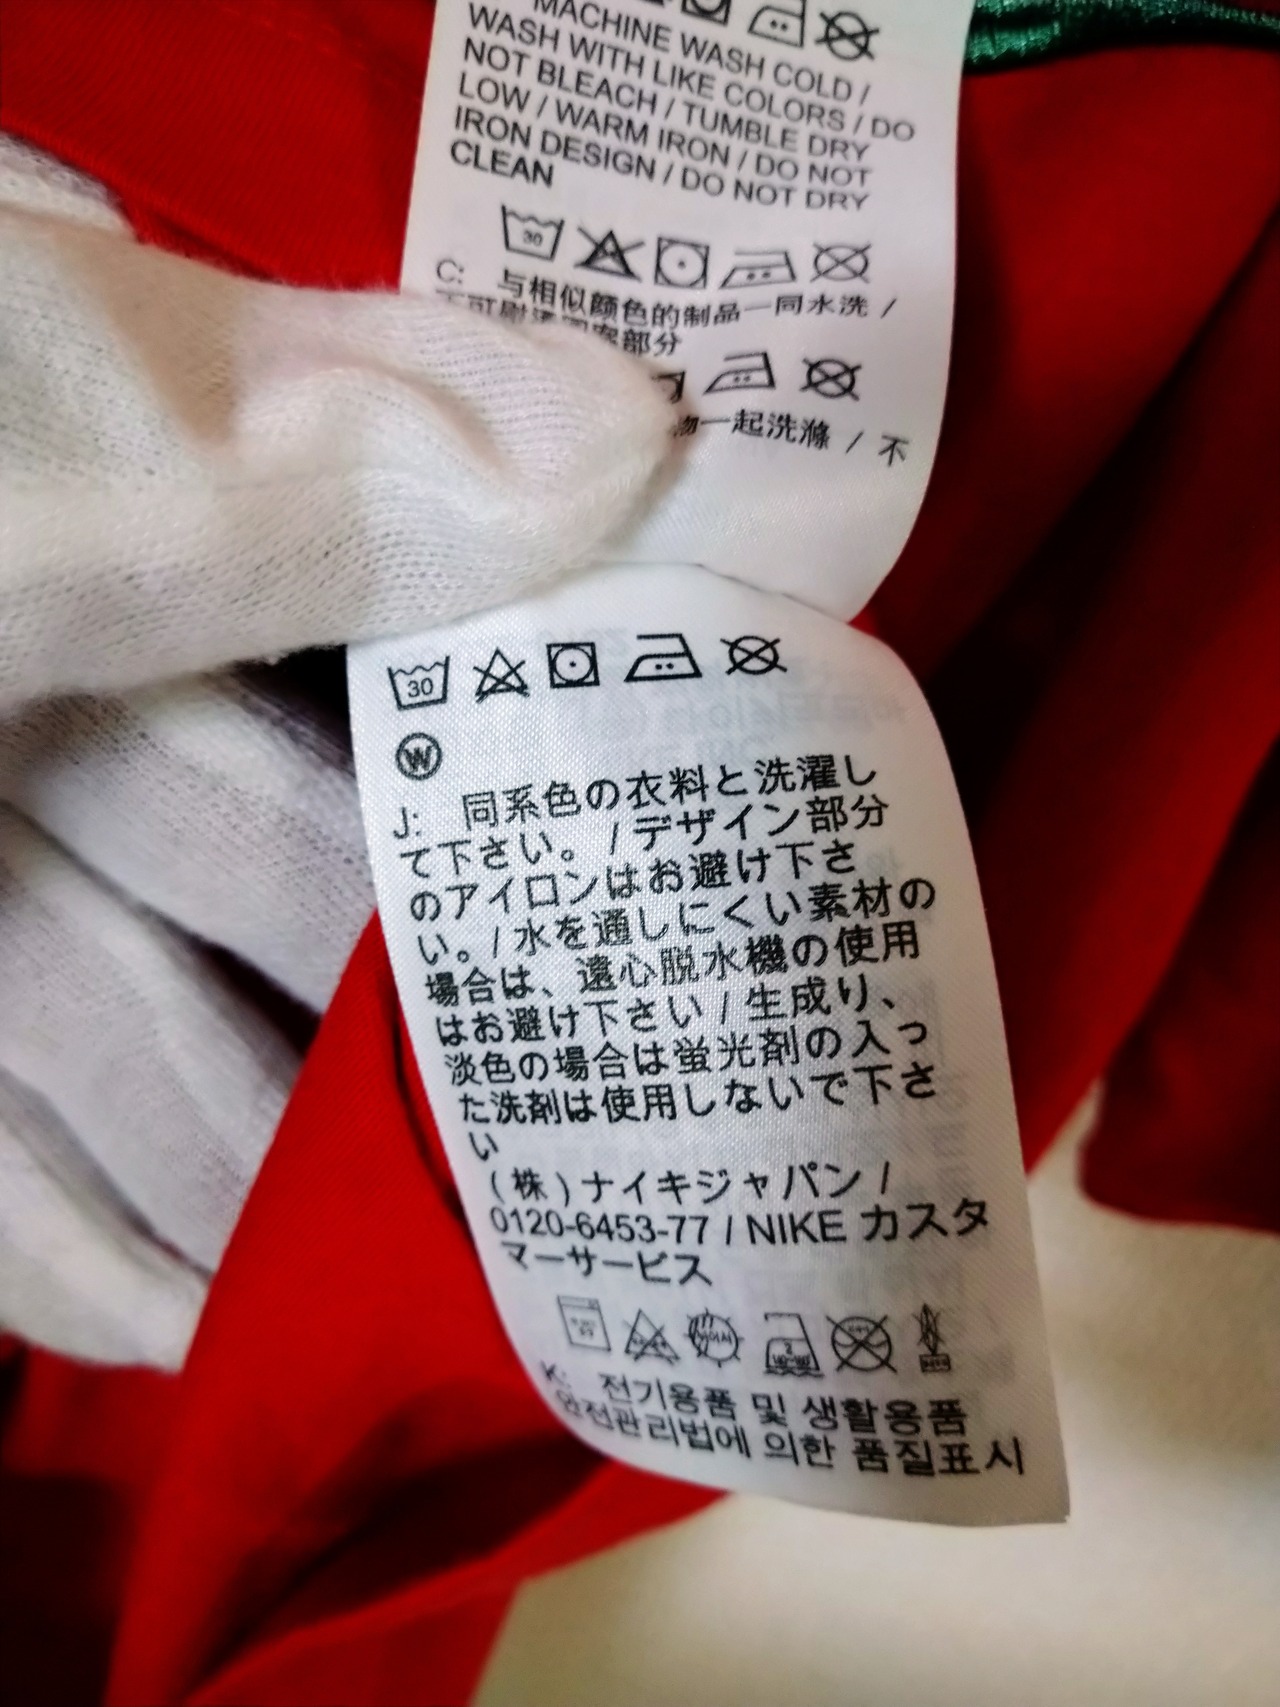 MACHINE WASH COLD /
WASH WITH LIKE COLORS / DO
NOT BLEACH / TUMBLE DRY
LOW / WARM IRON / DO NOT
IRON DESIGN / DO NOT DRY
CLEAN
30
C: 与相似颜色的制品一同水洗 /
部分
物一起洗滌 / 不
30
W
J: 同系色の衣料と洗濯し
て下さい。 / デザイン部分
のアイロンはお避け下さ
い。/ 水を通しにくい素材の
場合は、遠心脱水機の使用
はお避け下さい / 生成り、
淡色の場合は蛍光剤の入っ
た洗剤は使用しないで下さ
い
(株) ナイキジャパン /
0120-6453-77 / NIKE カスタ
マーサービス
K: 전기용품 및 생활용품
안전관리법에 의한 품질표시